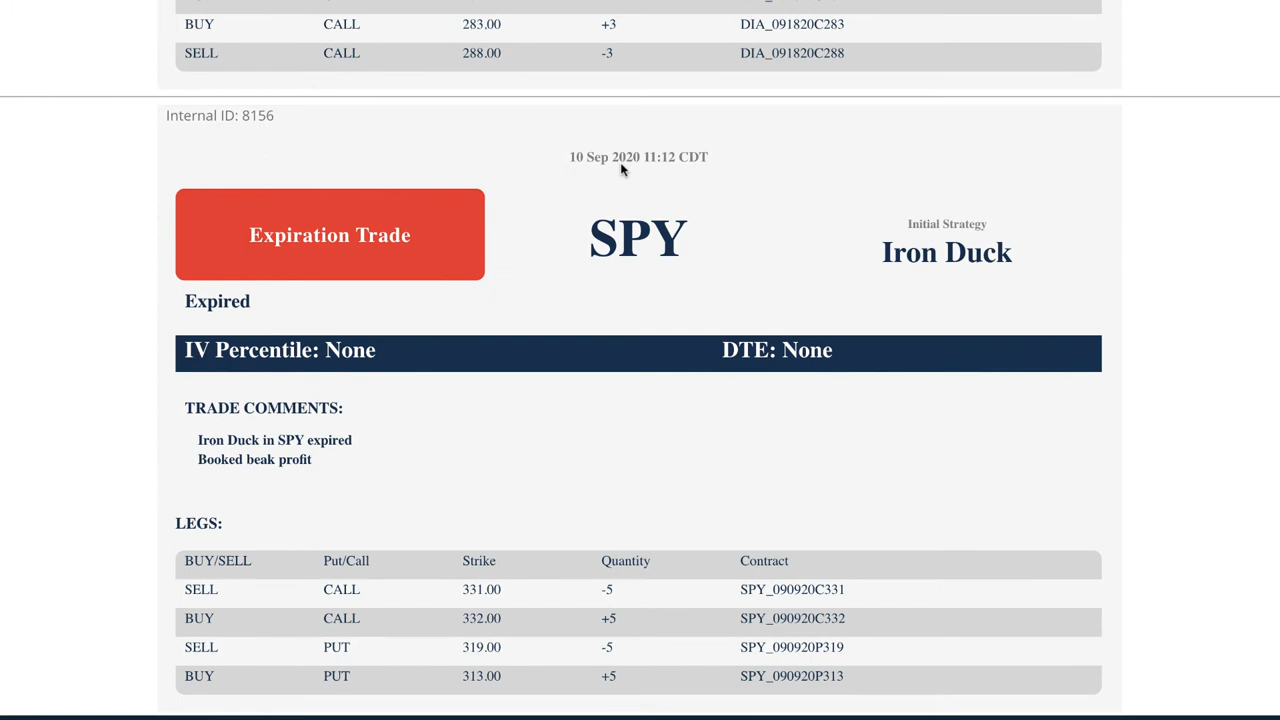 BUY CALL 283.00 +3 DIA_091820C283
SELL CALL 288.00 -3 DIA_091820C288
Internal ID: 8156
10 Sep 2020 11:12 CDT
Expiration Trade
SPY
Initial Strategy
Iron Duck
Expired
IV Percentile: None DTE: None
TRADE COMMENTS:
Iron Duck in SPY expired
Booked beak profit
LEGS:
BUY/SELL Put/Call Strike Quantity Contract
SELL CALL 331.00 -5 SPY_090920C331
BUY CALL 332.00 +5 SPY_090920C332
SELL PUT 319.00 -5 SPY_090920P319
BUY PUT 313.00 +5 SPY_090920P313